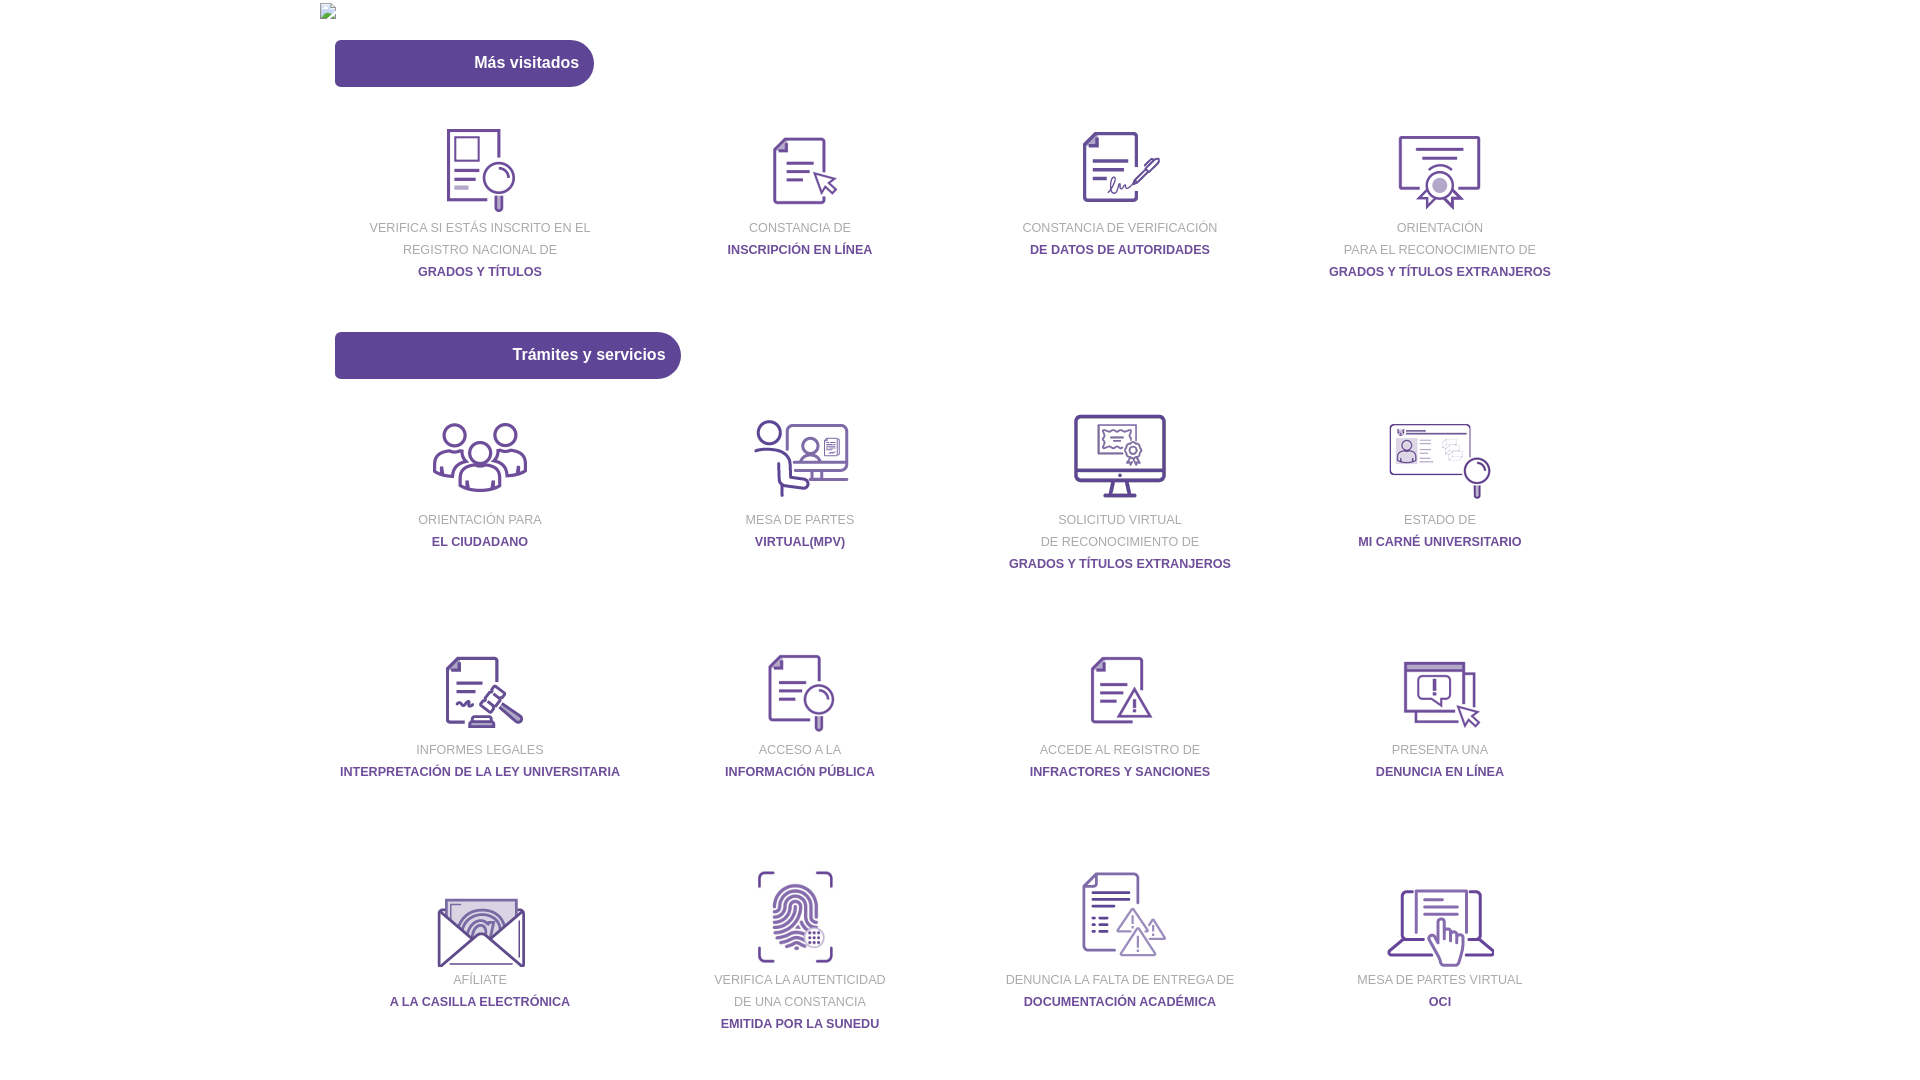 Más visitados
VERIFICA SI ESTÁS INSCRITO EN EL
REGISTRO NACIONAL DE
GRADOS Y TÍTULOS
CONSTANCIA DE
INSCRIPCIÓN EN LÍNEA
CONSTANCIA DE VERIFICACIÓN
DE DATOS DE AUTORIDADES
ORIENTACIÓN
PARA EL RECONOCIMIENTO DE
GRADOS Y TÍTULOS EXTRANJEROS
Trámites y servicios
ORIENTACIÓN PARA
EL CIUDADANO
MESA DE PARTES
VIRTUAL(MPV)
SOLICITUD VIRTUAL
DE RECONOCIMIENTO DE
GRADOS Y TÍTULOS EXTRANJEROS
ESTADO DE
MI CARNÉ UNIVERSITARIO
INFORMES LEGALES
INTERPRETACIÓN DE LA LEY UNIVERSITARIA
ACCESO A LA
INFORMACIÓN PÚBLICA
ACCEDE AL REGISTRO DE
INFRACTORES Y SANCIONES
PRESENTA UNA
DENUNCIA EN LÍNEA
AFÍLIATE
A LA CASILLA ELECTRÓNICA
VERIFICA LA AUTENTICIDAD
DE UNA CONSTANCIA
EMITIDA POR LA SUNEDU
DENUNCIA LA FALTA DE ENTREGA DE
DOCUMENTACIÓN ACADÉMICA
MESA DE PARTES VIRTUAL
OCI